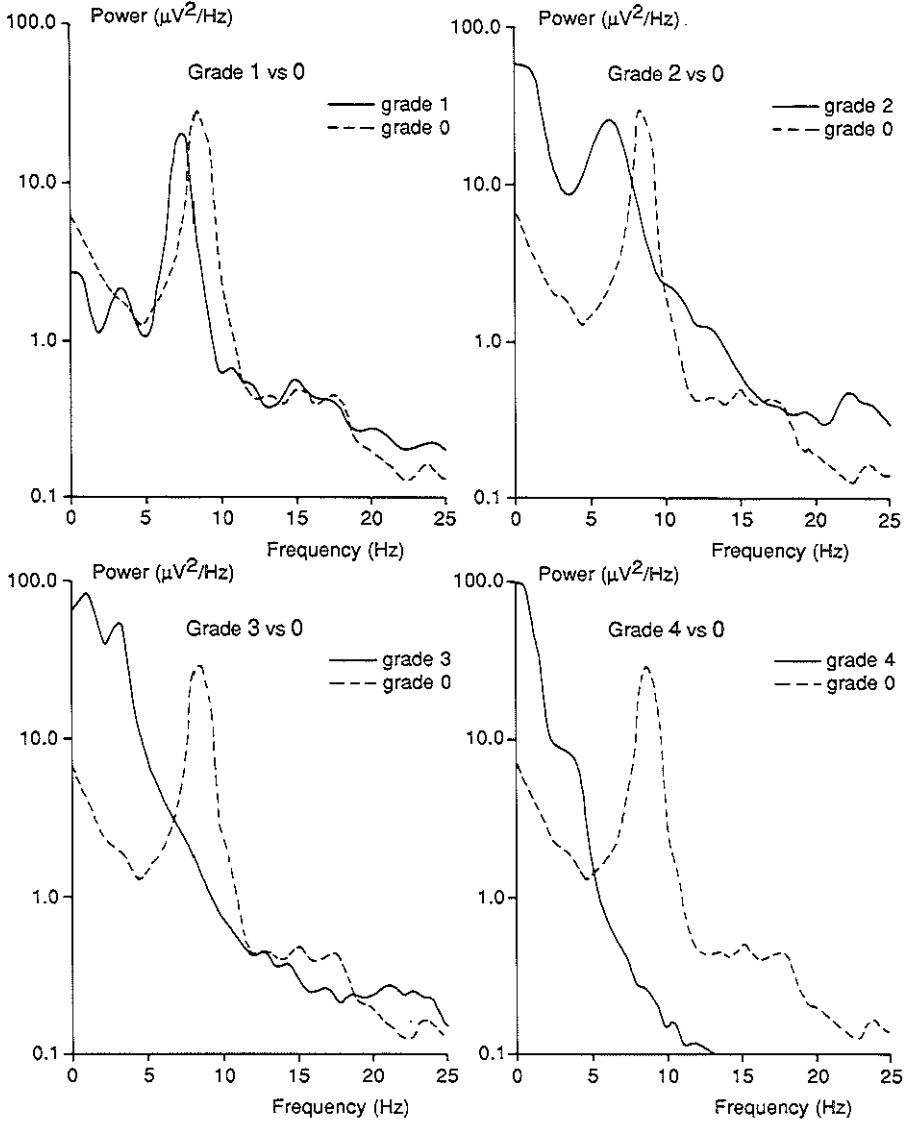 Power (μV²/Hz)
100.0
10.0
1.0
0.1
Grade 1 vs 0
grade 1
grade 0
0 5 10 15 20 25
Frequency (Hz)
Power (μV²/Hz)
100.0
10.0
1.0
0.1
Grade 2 vs 0
grade 2
grade 0
0 5 10 15 20 25
Frequency (Hz)
Power (μV²/Hz)
100.0
10.0
1.0
0.1
Grade 3 vs 0
grade 3
grade 0
0 5 10 15 20 25
Frequency (Hz)
Power (μV²/Hz)
100.0
10.0
1.0
0.1
Grade 4 vs 0
grade 4
grade 0
0 5 10 15 20 25
Frequency (Hz)